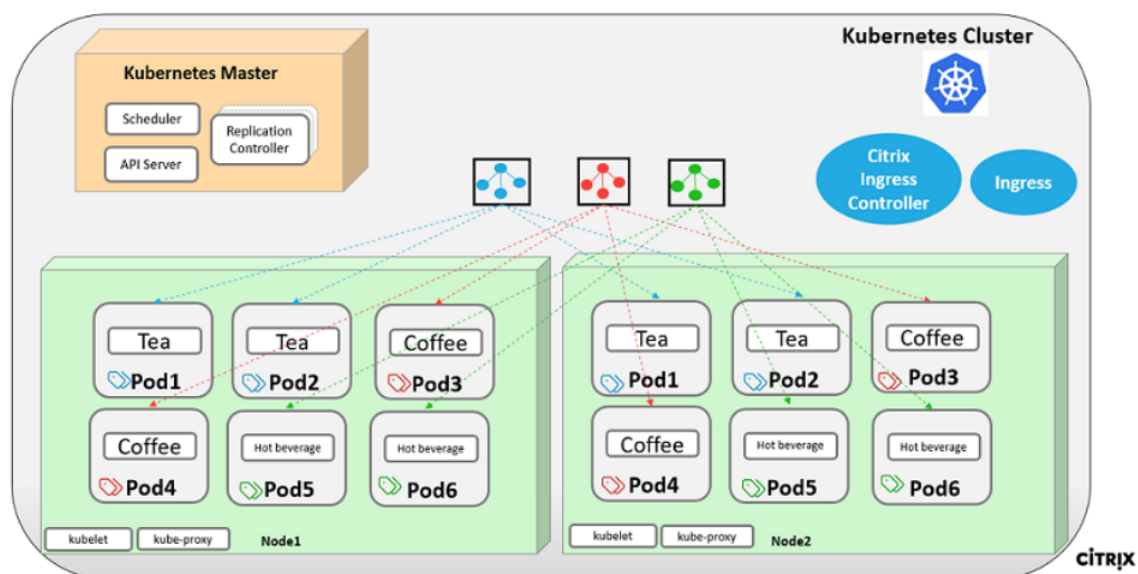 Kubernetes Cluster
Kubernetes Master
Scheduler
Replication
Controller
API Server
Citrix
Ingress
Controller
Ingress
Tea
Pod1
Tea
Pod2
Coffee
Pod3
Coffee
Pod4
Hot beverage
Pod5
Hot beverage
Pod6
kubelet
kube-proxy
Node1
Tea
Pod1
Tea
Pod2
Coffee
Pod3
Coffee
Pod4
Hot beverage
Pod5
Hot beverage
Pod6
kubelet
kube-proxy
Node2
CİTRIX